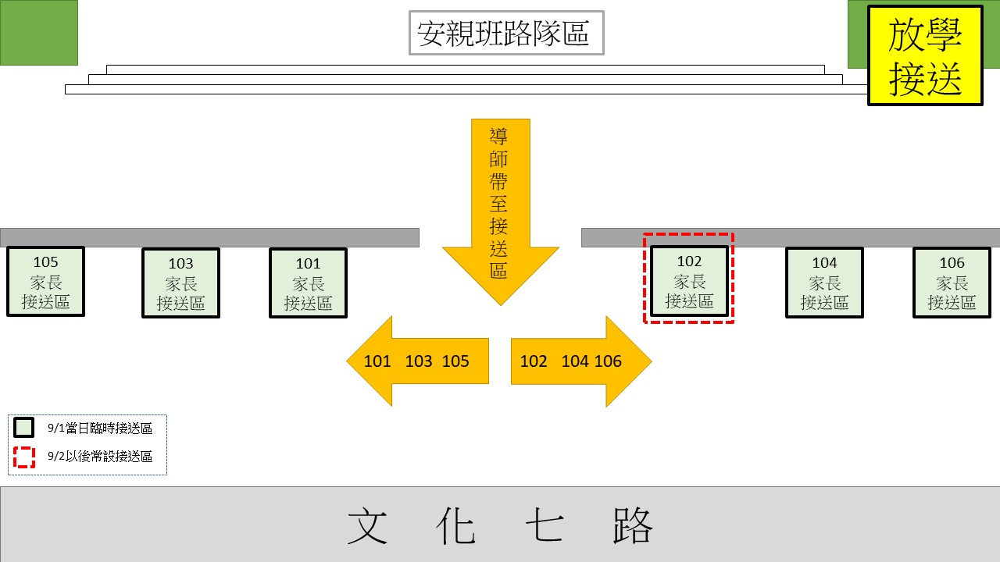 安親班路隊區
放學
接送
導師帶至接送區
105
家長
接送區
103
家長
接送區
101
家長
接送區
102
家長
接送區
104
家長
接送區
106
家長
接送區
101 103 105
102 104 106
9/1當日臨時接送區
9/2以後常設接送區
文化七路